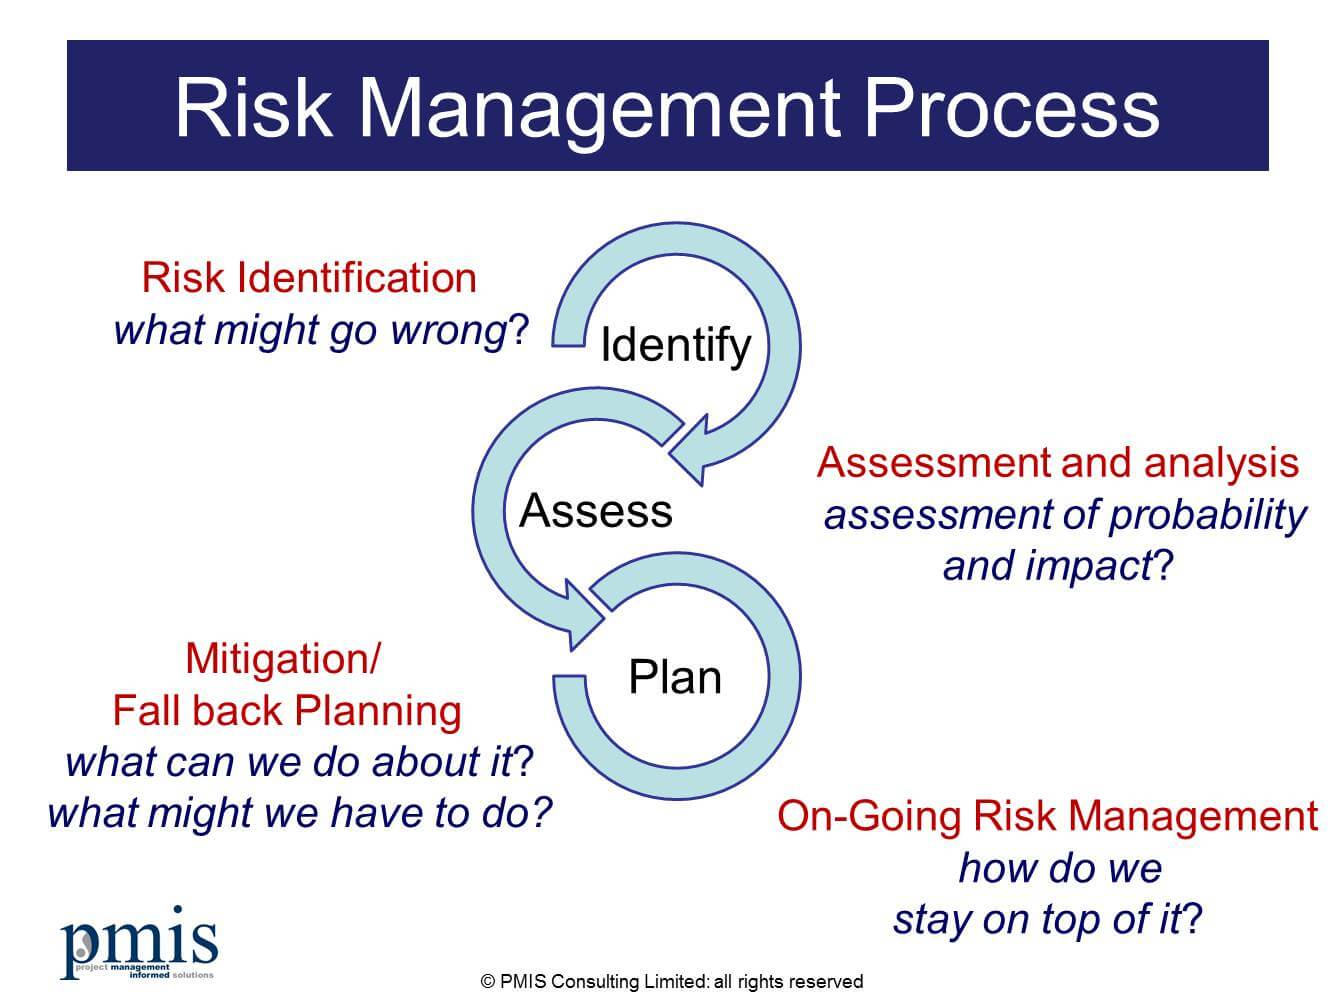 Risk Management Process
Risk Identification
what might go wrong?
Identify
Assessment and analysis
assessment of probability
and impact?
Assess
Mitigation/
Fall back Planning
what can we do about it?
what might we have to do?
Plan
On-Going Risk Management
how do we
stay on top of it?
pmis
project management
informed solutions
© PMIS Consulting Limited: all rights reserved